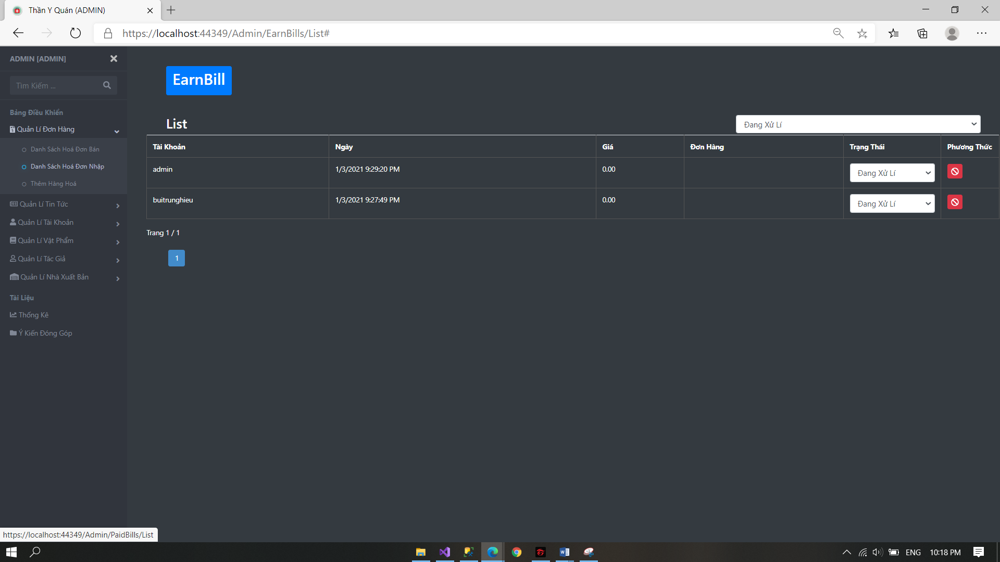 Thần Y Quán (ADMIN)
https://localhost:44349/Admin/EarnBills/List#
ADMIN [ADMIN]
Tìm Kiếm ...
Bảng Điều Khiển
Quản Lí Đơn Hàng
Danh Sách Hoá Đơn Bán
Danh Sách Hoá Đơn Nhập
Thêm Hàng Hoá
Quản Lí Tin Tức
Quản Lí Tài Khoản
Quản Lí Vật Phẩm
Quản Lí Tác Giả
Quản Lí Nhà Xuất Bản
Tài Liệu
Thống Kê
Ý Kiến Đóng Góp
EarnBill
List
Đang Xử Lí
Tài Khoản Ngày Giá Đơn Hàng Trạng Thái Phương Thức
admin 1/3/2021 9:29:20 PM 0.00 Đang Xử Lí
buitrunghieu 1/3/2021 9:27:49 PM 0.00 Đang Xử Lí
Trang 1 / 1
1
https://localhost:44349/Admin/PaidBills/List
ENG 10:18 PM